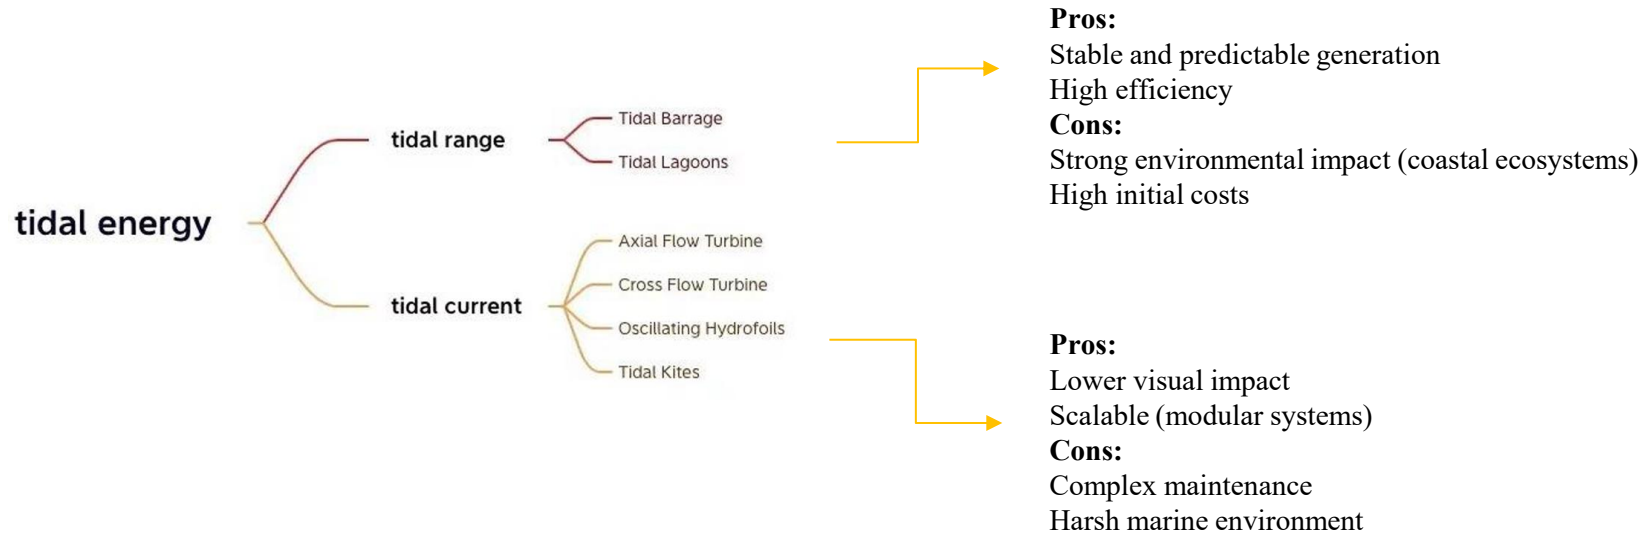 tidal energy
tidal range
Tidal Barrage
Tidal Lagoons
tidal current
Axial Flow Turbine
Cross Flow Turbine
Oscillating Hydrofoils
Tidal Kites
Pros:
Stable and predictable generation
High efficiency
Cons:
Strong environmental impact (coastal ecosystems)
High initial costs
Pros:
Lower visual impact
Scalable (modular systems)
Cons:
Complex maintenance
Harsh marine environment